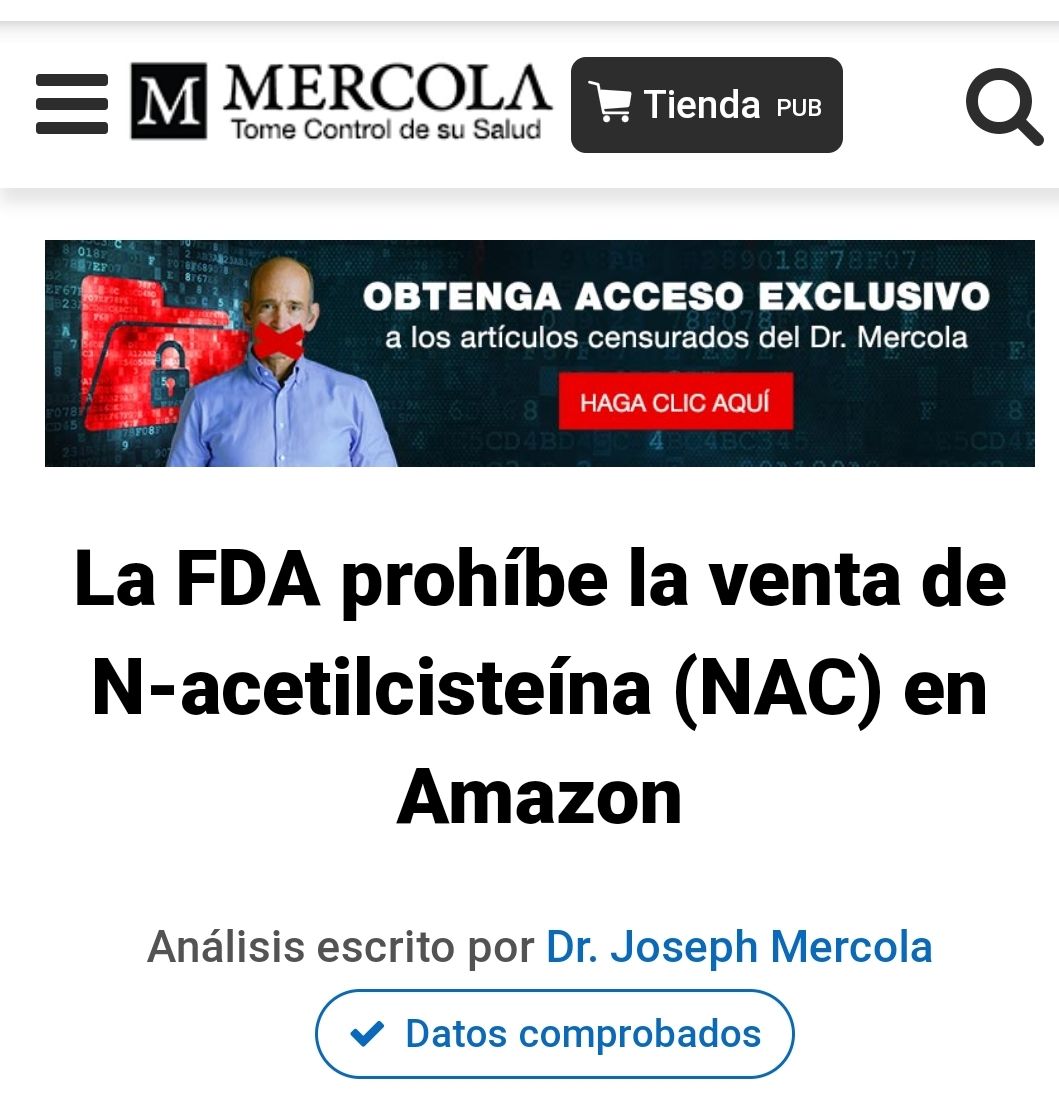 M MERCOLA
Tome Control de su Salud
Tienda PUB
OBTENGA ACCESO EXCLUSIVO
a los artículos censurados del Dr. Mercola
HAGA CLIC AQUÍ
La FDA prohíbe la venta de
N-acetilcisteína (NAC) en
Amazon
Análisis escrito por Dr. Joseph Mercola
Datos comprobados